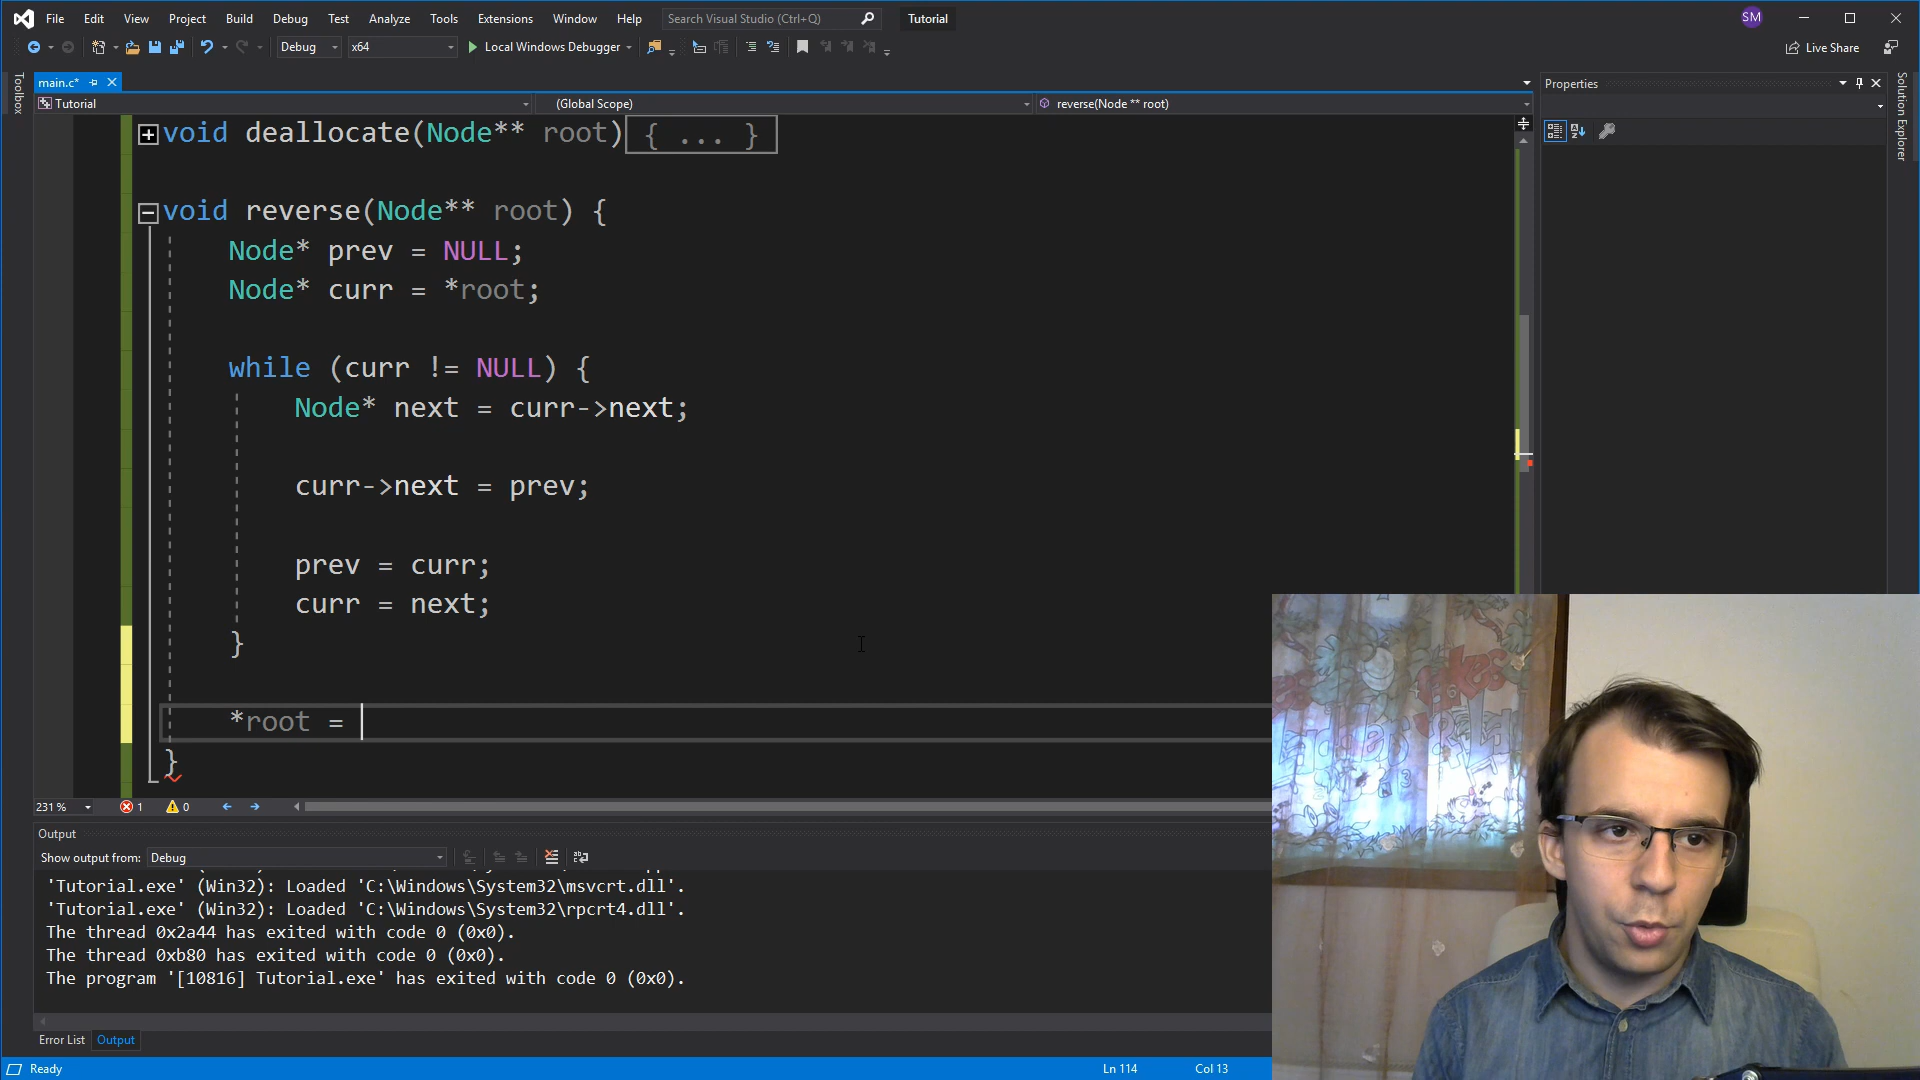 File Edit View Project Build Debug Test Analyze Tools Extensions Window Help Search Visual Studio (Ctrl+Q) Tutorial SM
Debug x64 Local Windows Debugger Live Share
Toolbox
main.c*
Properties
Solution Explorer
Tutorial (Global Scope) reverse(Node ** root)
void deallocate(Node** root){ ... }
void reverse(Node** root) {
Node* prev = NULL;
Node* curr = *root;
while (curr != NULL) {
Node* next = curr->next;
curr->next = prev;
prev = curr;
curr = next;
}
*root =
}
231 % 1 0
Output
Show output from: Debug
'Tutorial.exe' (Win32): Loaded 'C:\Windows\System32\msvcrt.dll'.
'Tutorial.exe' (Win32): Loaded 'C:\Windows\System32\rpcrt4.dll'.
The thread 0x2a44 has exited with code 0 (0x0).
The thread 0xb80 has exited with code 0 (0x0).
The program '[10816] Tutorial.exe' has exited with code 0 (0x0).
Error List Output
Ready Ln 114 Col 13